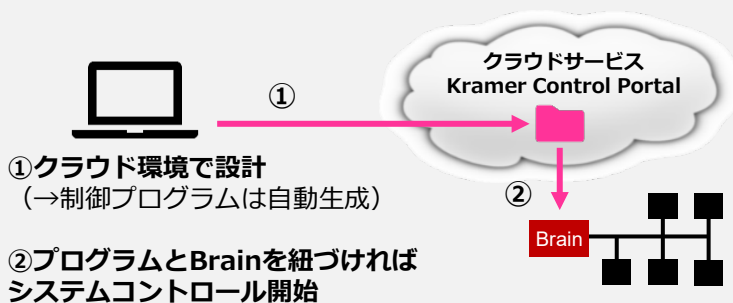 クラウドサービス
Kramer Control Portal
①
①クラウド環境で設計
（→制御プログラムは自動生成）
②
Brain
②プログラムとBrainを紐づければ
システムコントロール開始